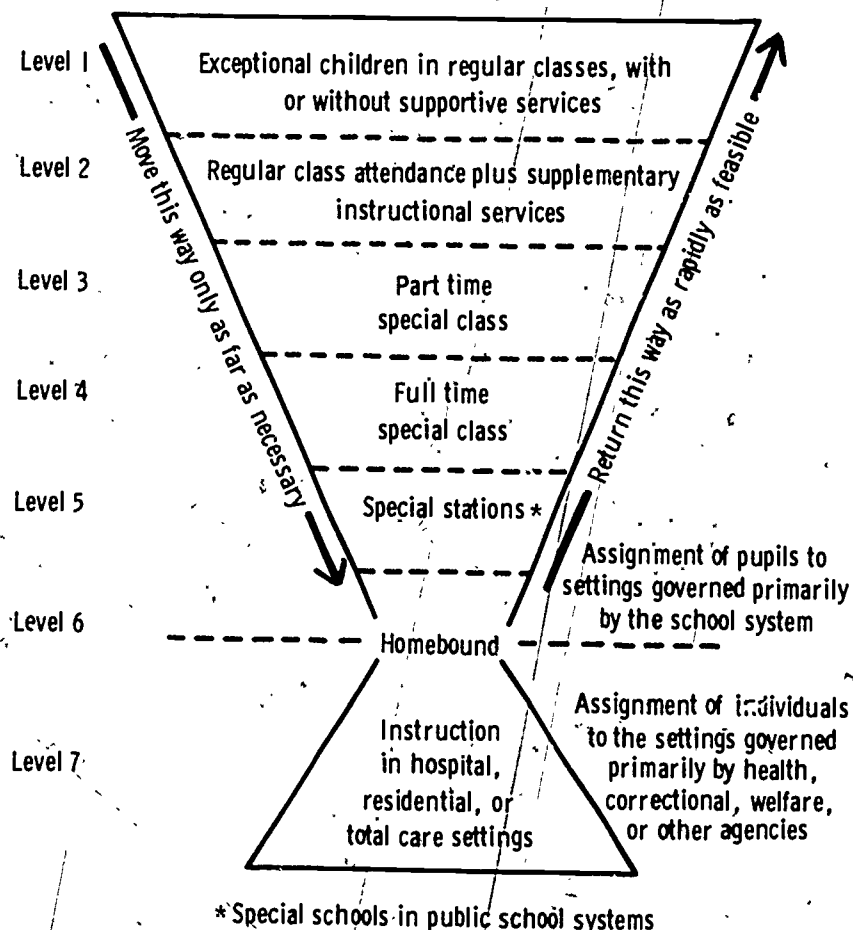 Level 1
Exceptional children in regular classes, with
or without supportive services
Move this way only as far as necessary
Return this way as rapidly as feasible
Level 2
Regular class attendance plus supplementary
instructional services
Level 3
Part time
special class
Level 4
Full time
special class
Level 5
Special stations *
Assignment of pupils to
settings governed primarily
by the school system
Level 6
Homebound
Assignment of individuals
to the settings governed
primarily by health,
correctional, welfare,
or other agencies
Level 7
Instruction
in hospital,
residential, or
total care settings
* Special schools in public school systems